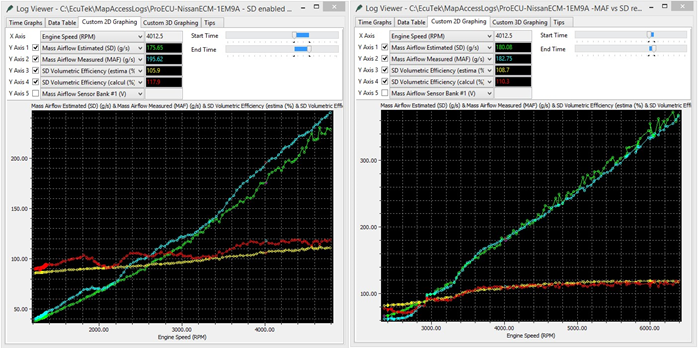 Log Viewer - C:\EcuTek\MapAccessLogs\ProECU-NissanECM-1EM9A - SD enabled ...
Time Graphs Data Table Custom 2D Graphing Custom 3D Graphing Tips
X Axis Engine Speed (RPM) 4012.5 Start Time
Y Axis 1 Mass Airflow Estimated (SD) (g/s) 175.65 End Time
Y Axis 2 Mass Airflow Measured (MAF) (g/s) 195.62
Y Axis 3 SD Volumetric Efficiency (estima (%) 105.9
Y Axis 4 SD Volumetric Efficiency (calcul (% 117.9
Y Axis 5 Mass Airflow Sensor Bank #1 (V)
Mass Airflow Estimated (SD) (g/s) & Mass Airflow Measured (MAF) (g/s) & SD Volumetric Efficiency (estima (%) & SD Volumetric Effi
200.00
150.00
100.00
50.00
2000.00 3000.00 4000.00
Engine Speed (RPM)
Log Viewer - C:\EcuTek\MapAccessLogs\ProECU-NissanECM-1EM9A -MAF vs SD re...
Time Graphs Data Table Custom 2D Graphing Custom 3D Graphing Tips
X Axis Engine Speed (RPM) 4012.5 Start Time
Y Axis 1 Mass Airflow Estimated (SD) (g/s) 180.08 End Time
Y Axis 2 Mass Airflow Measured (MAF) (g/s) 182.75
Y Axis 3 SD Volumetric Efficiency (estima (%) 108.7
Y Axis 4 SD Volumetric Efficiency (calcul (% 110.3
Y Axis 5 Mass Airflow Sensor Bank #1 (V)
Mass Airflow Estimated (SD) (g/s) & Mass Airflow Measured (MAF) (g/s) & SD Volumetric Efficiency (estima (%) & SD Volumetric Effi
300.00
200.00
100.00
3000.00 4000.00 5000.00 6000.00
Engine Speed (RPM)